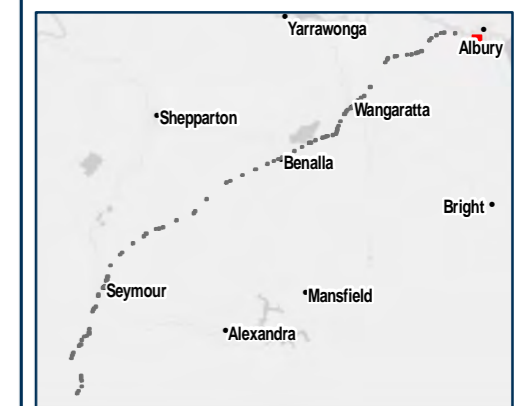 Yarrawonga
Albury
Wangaratta
Shepparton
Benalla
Bright
Seymour
Mansfield
Alexandra